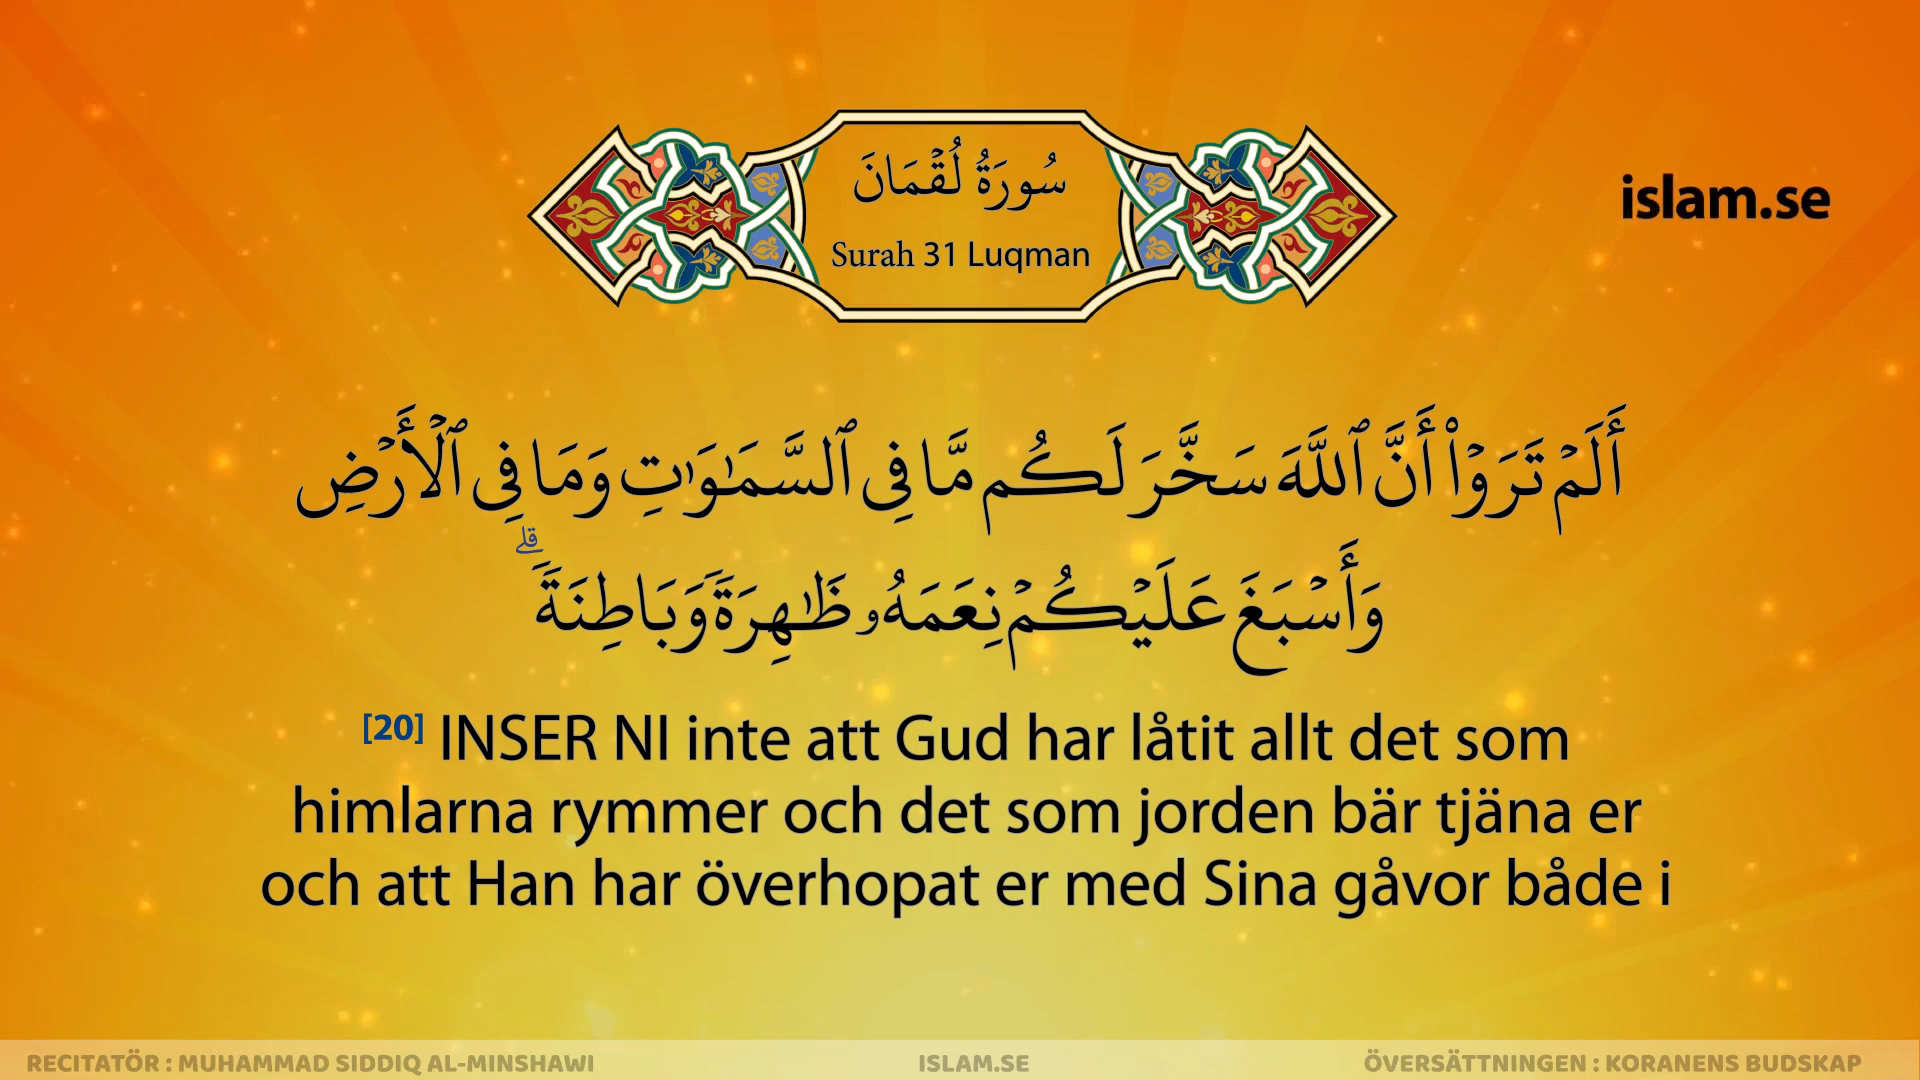 سُورَةُ لُقۡمَانَ
Surah 31 Luqman
islam.se
أَلَمۡ تَرَوۡاْ أَنَّ ٱللَّهَ سَخَّرَ لَكُم مَّا فِي ٱلسَّمَٰوَٰتِ وَمَا فِي ٱلۡأَرۡضِ
وَأَسۡبَغَ عَلَيۡكُمۡ نِعَمَهُۥ ظَٰهِرَةٗ وَبَاطِنَةٗۗ
[20] INSER NI inte att Gud har låtit allt det som
himlarna rymmer och det som jorden bär tjäna er
och att Han har överhopat er med Sina gåvor både i
RECITATÖR : MUHAMMAD SIDDIQ AL-MINSHAWI
ISLAM.SE
ÖVERSÄTTNINGEN : KORANENS BUDSKAP